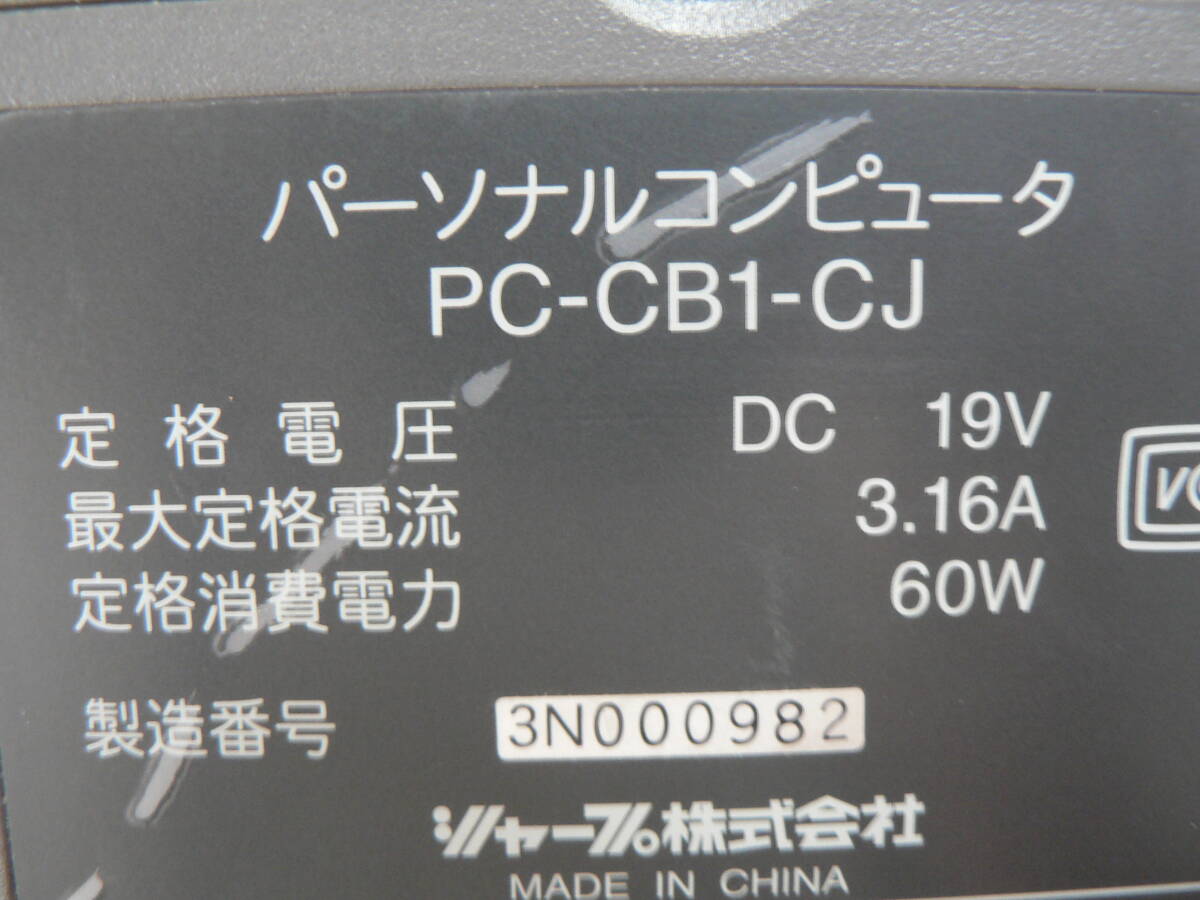 パーソナルコンピュータ
PC-CB1-CJ
定格電圧 DC 19V
最大定格電流 3.16A
定格消費電力 60W
製造番号 3N000982
シャープ株式会社
MADE IN CHINA